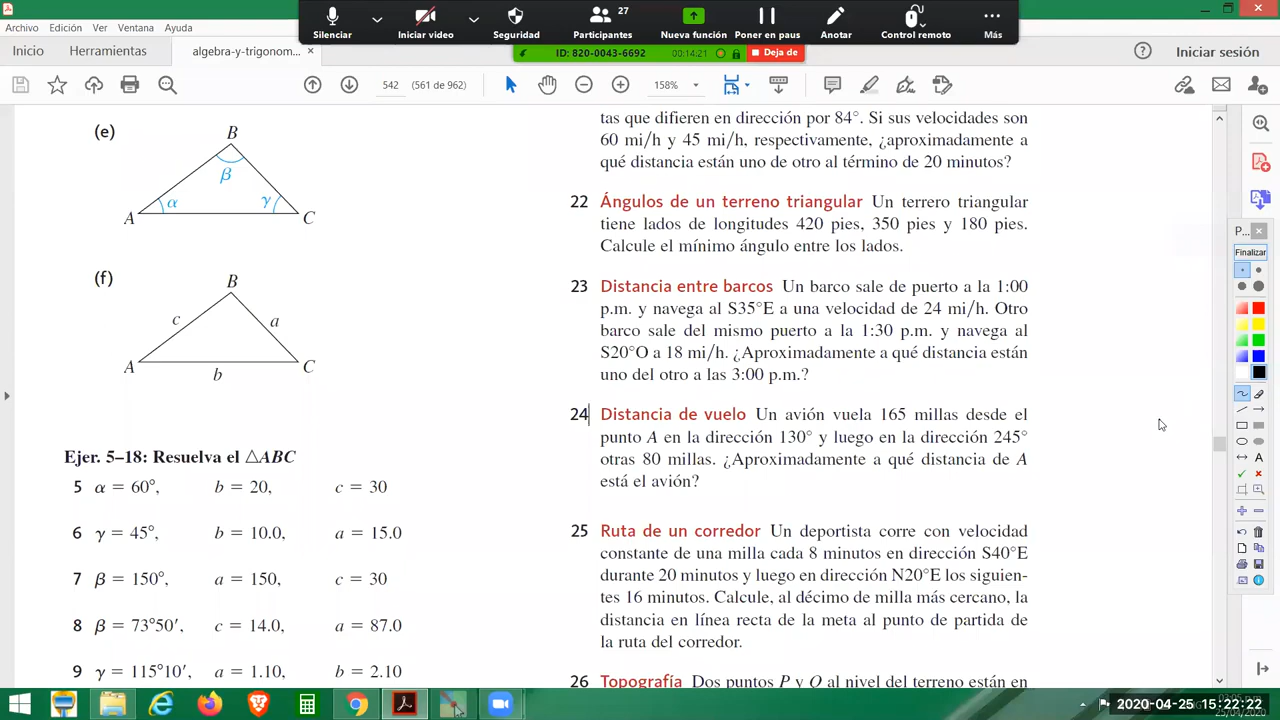 Silenciar
Iniciar video
Seguridad
27
Participantes
Nueva función
Poner en paus
Anotar
Control remoto
Más
ID: 820-0043-6692
00:14:21
Deja de
Archivo Edición Ver Ventana Ayuda
Inicio
Herramientas
algebra-y-trigonom... ×
Iniciar sesión
542
(561 de 962)
158%
(e)
B
β
α
γ
A
C
(f)
B
c
a
A
C
b
Ejer. 5–18: Resuelva el △ABC
5 α = 60°, b = 20, c = 30
6 γ = 45°, b = 10.0, a = 15.0
7 β = 150°, a = 150, c = 30
8 β = 73°50′, c = 14.0, a = 87.0
9 γ = 115°10′, a = 1.10, b = 2.10
tas que difieren en dirección por 84°. Si sus velocidades son
60 mi/h y 45 mi/h, respectivamente, ¿aproximadamente a
qué distancia están uno de otro al término de 20 minutos?
22 Ángulos de un terreno triangular Un terrero triangular
tiene lados de longitudes 420 pies, 350 pies y 180 pies.
Calcule el mínimo ángulo entre los lados.
23 Distancia entre barcos Un barco sale de puerto a la 1:00
p.m. y navega al S35°E a una velocidad de 24 mi/h. Otro
barco sale del mismo puerto a la 1:30 p.m. y navega al
S20°O a 18 mi/h. ¿Aproximadamente a qué distancia están
uno del otro a las 3:00 p.m.?
24 Distancia de vuelo Un avión vuela 165 millas desde el
punto A en la dirección 130° y luego en la dirección 245°
otras 80 millas. ¿Aproximadamente a qué distancia de A
está el avión?
25 Ruta de un corredor Un deportista corre con velocidad
constante de una milla cada 8 minutos en dirección S40°E
durante 20 minutos y luego en dirección N20°E los siguien-
tes 16 minutos. Calcule, al décimo de milla más cercano, la
distancia en línea recta de la meta al punto de partida de
la ruta del corredor.
26 Topografía Dos puntos P y Q al nivel del terreno están en
P...
Finalizar
A
2020-04-25 15:22:22